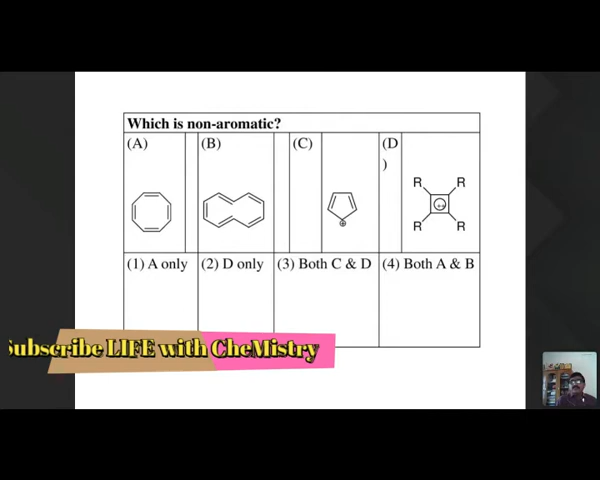 Which is non-aromatic?
(A) (B) (C) (D
)
R R
⊕ ++
R R
(1) A only (2) D only (3) Both C & D (4) Both A & B
Subscribe LIFE with CheMistry